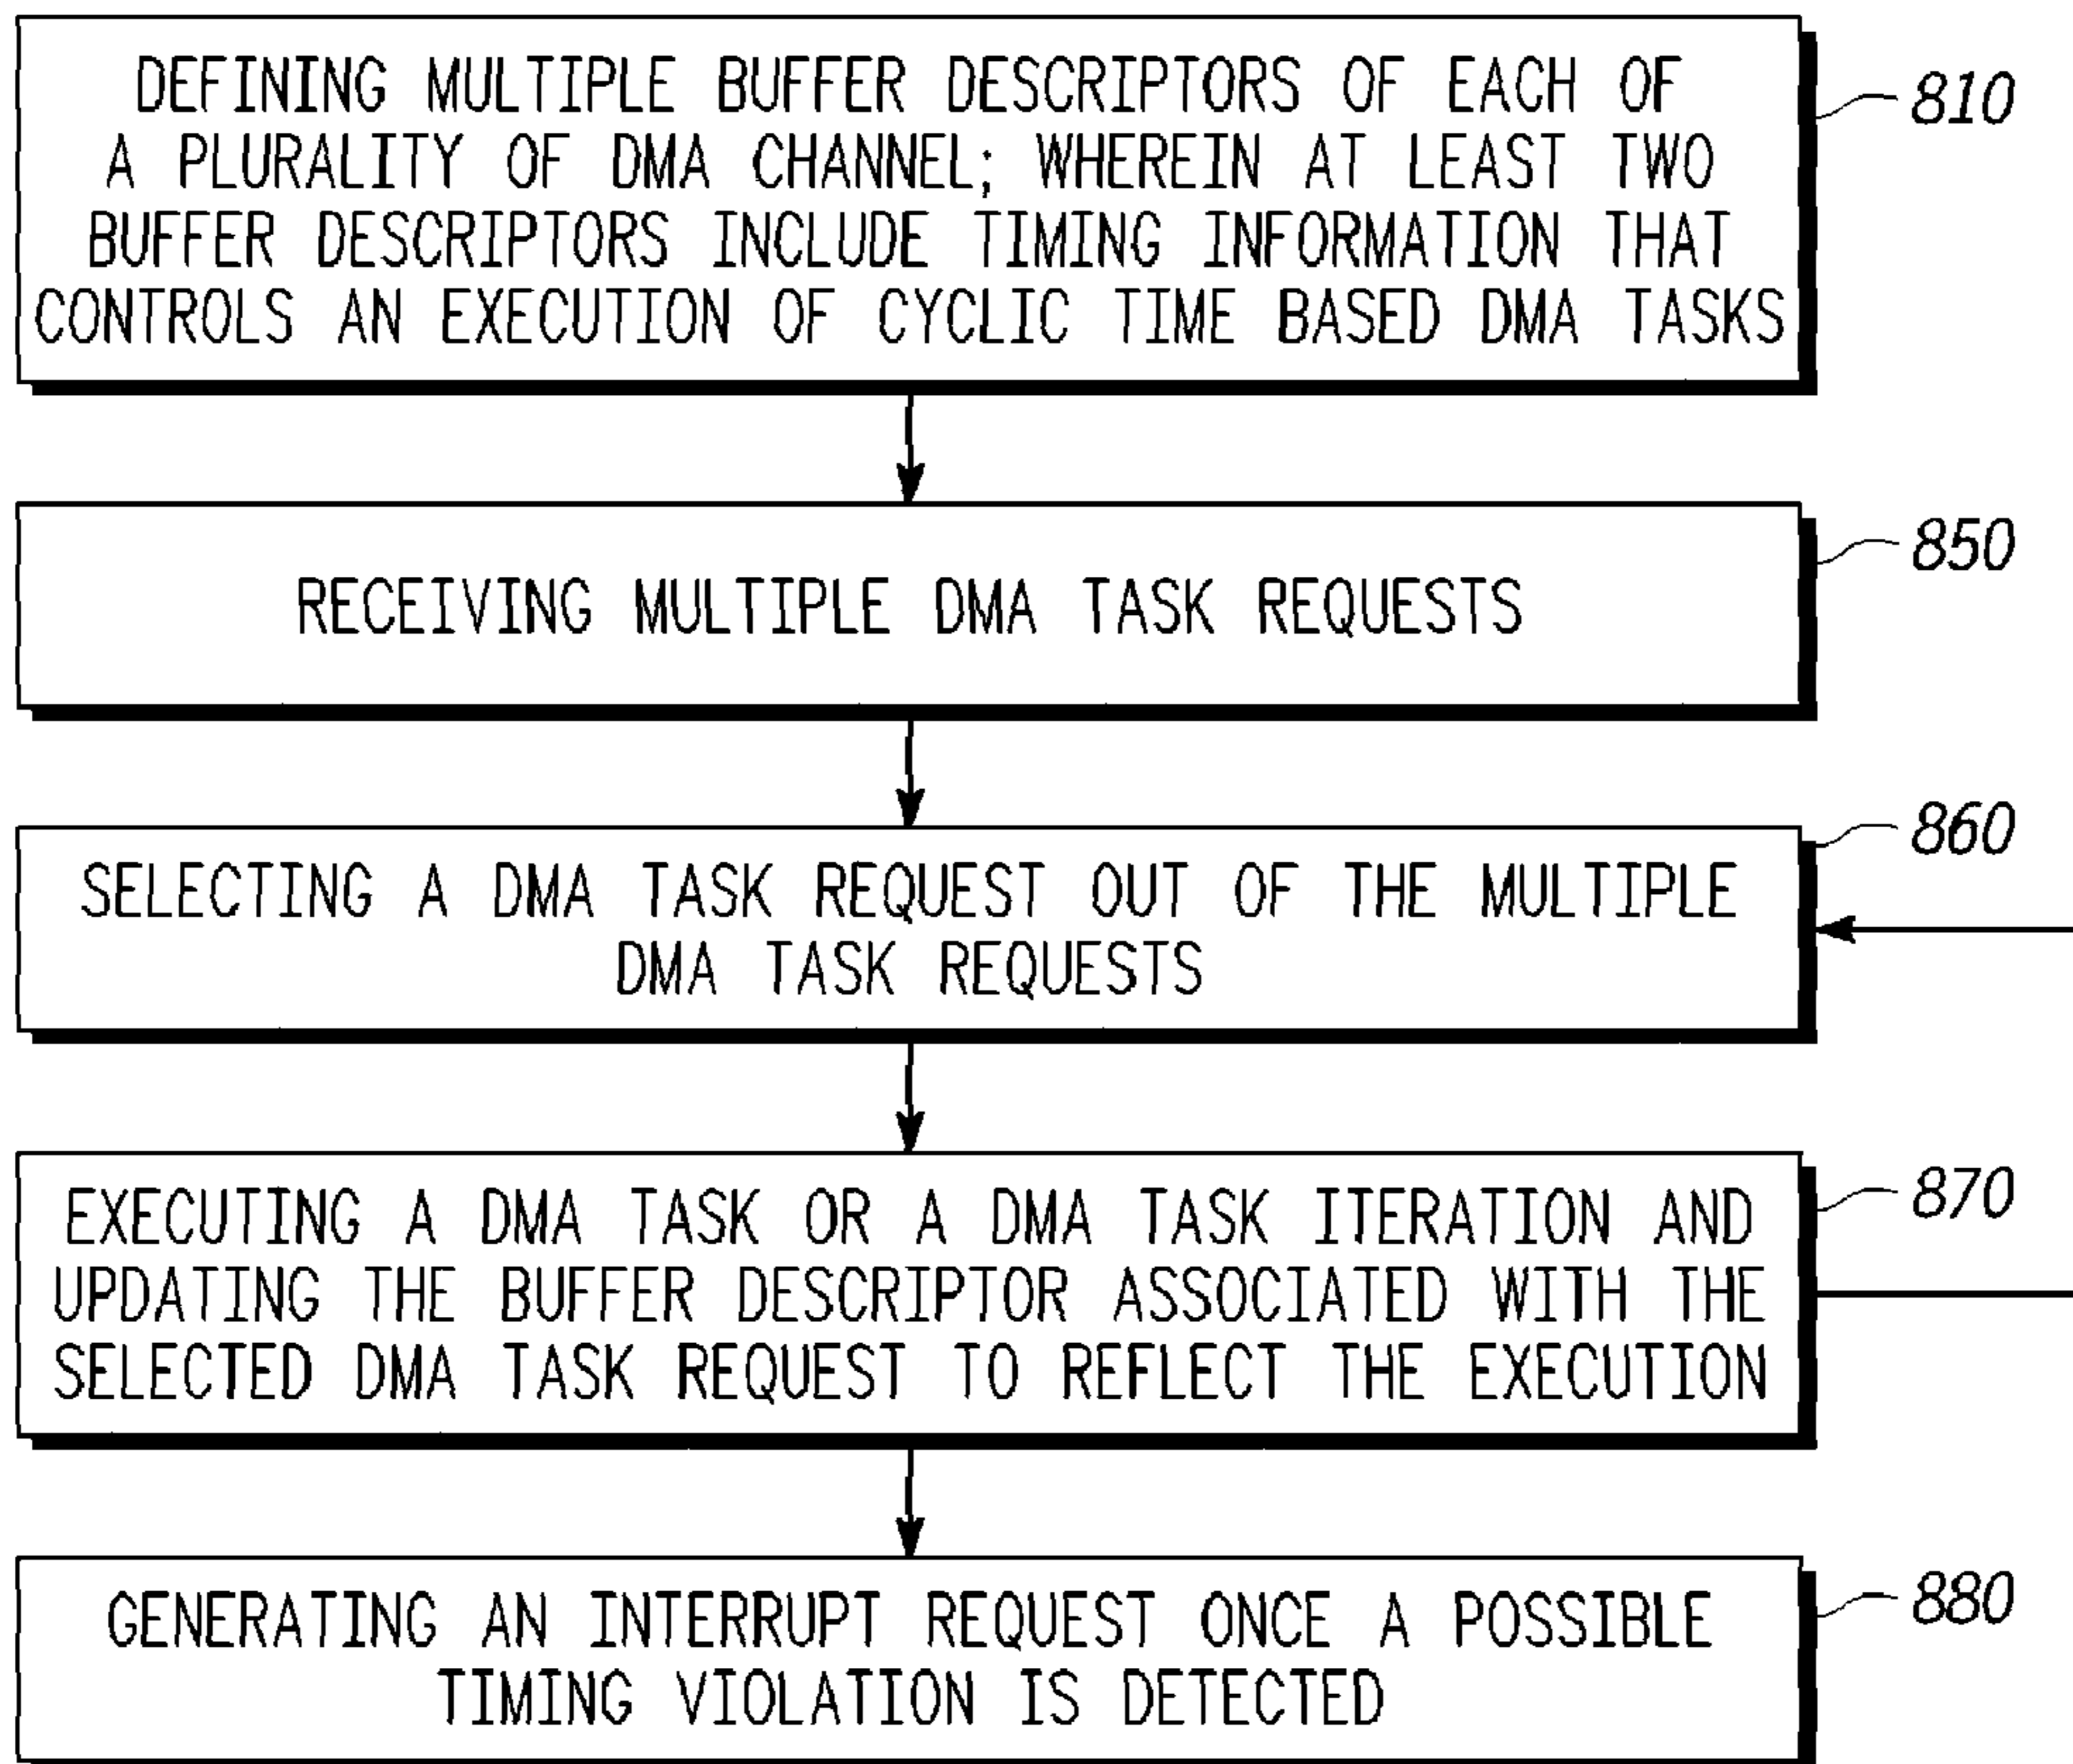 DEFINING MULTIPLE BUFFER DESCRIPTORS OF EACH OF
A PLURALITY OF DMA CHANNEL; WHEREIN AT LEAST TWO
BUFFER DESCRIPTORS INCLUDE TIMING INFORMATION THAT
CONTROLS AN EXECUTION OF CYCLIC TIME BASED DMA TASKS
810
RECEIVING MULTIPLE DMA TASK REQUESTS
850
SELECTING A DMA TASK REQUEST OUT OF THE MULTIPLE
DMA TASK REQUESTS
860
EXECUTING A DMA TASK OR A DMA TASK ITERATION AND
UPDATING THE BUFFER DESCRIPTOR ASSOCIATED WITH THE
SELECTED DMA TASK REQUEST TO REFLECT THE EXECUTION
870
GENERATING AN INTERRUPT REQUEST ONCE A POSSIBLE
TIMING VIOLATION IS DETECTED
880